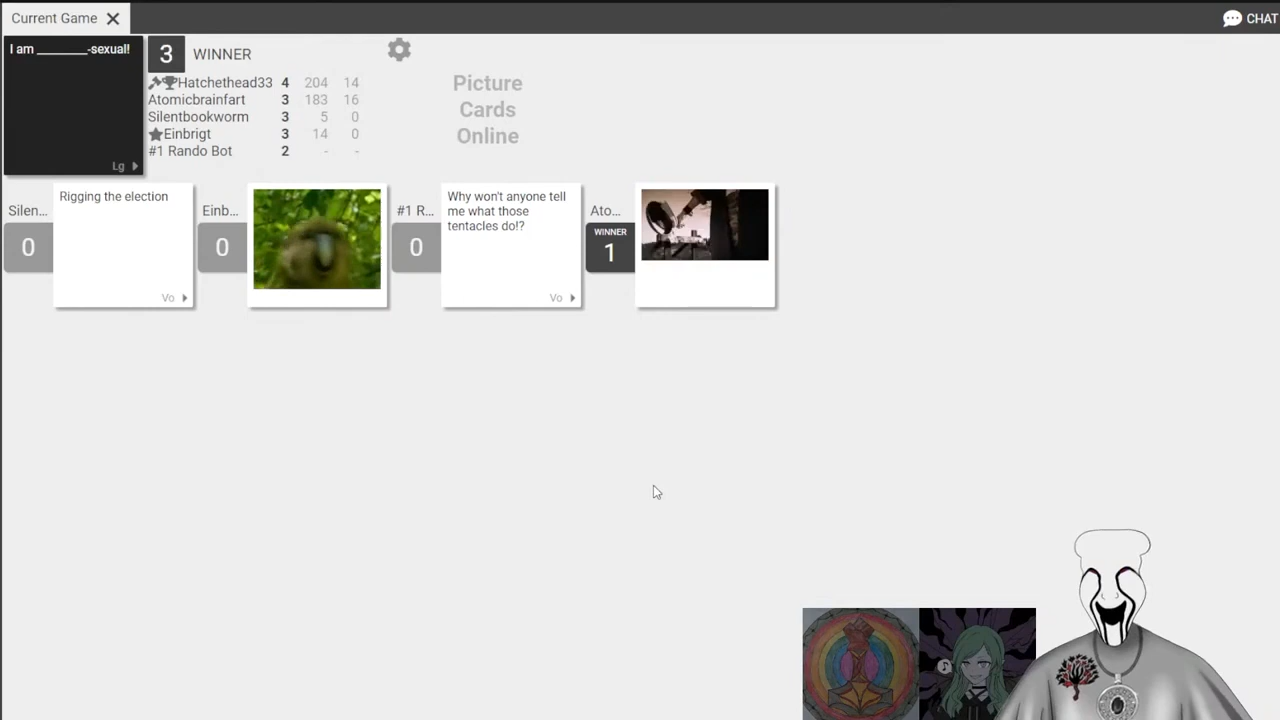 Current Game
CHAT
I am ________-sexual!
Lg
3 WINNER
Hatchethead33 4 204 14
Atomicbrainfart 3 183 16
Silentbookworm 3 5 0
Einbrigt 3 14 0
#1 Rando Bot 2 - -
Picture
Cards
Online
Silen...
0
Rigging the election
Vo
Einb...
0
#1 R...
0
Why won't anyone tell
me what those
tentacles do!?
Vo
Ato...
WINNER
1